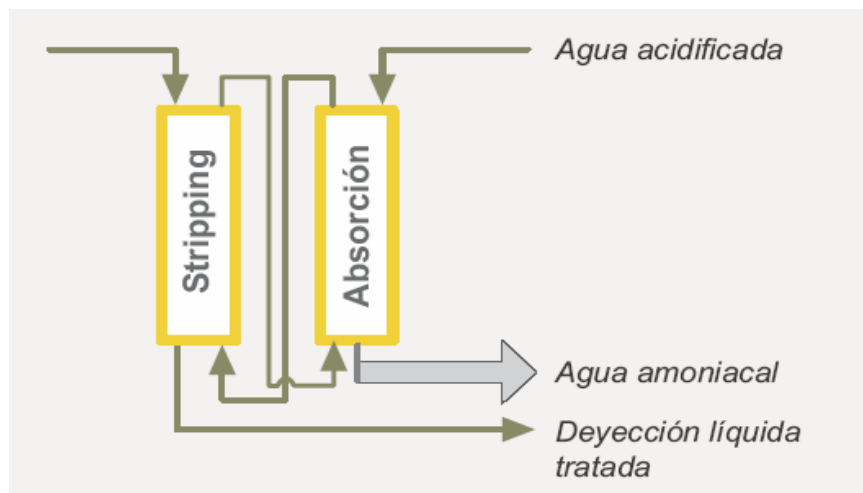 Agua acidificada
Stripping
Absorción
Agua amoniacal
Deyección líquida
tratada